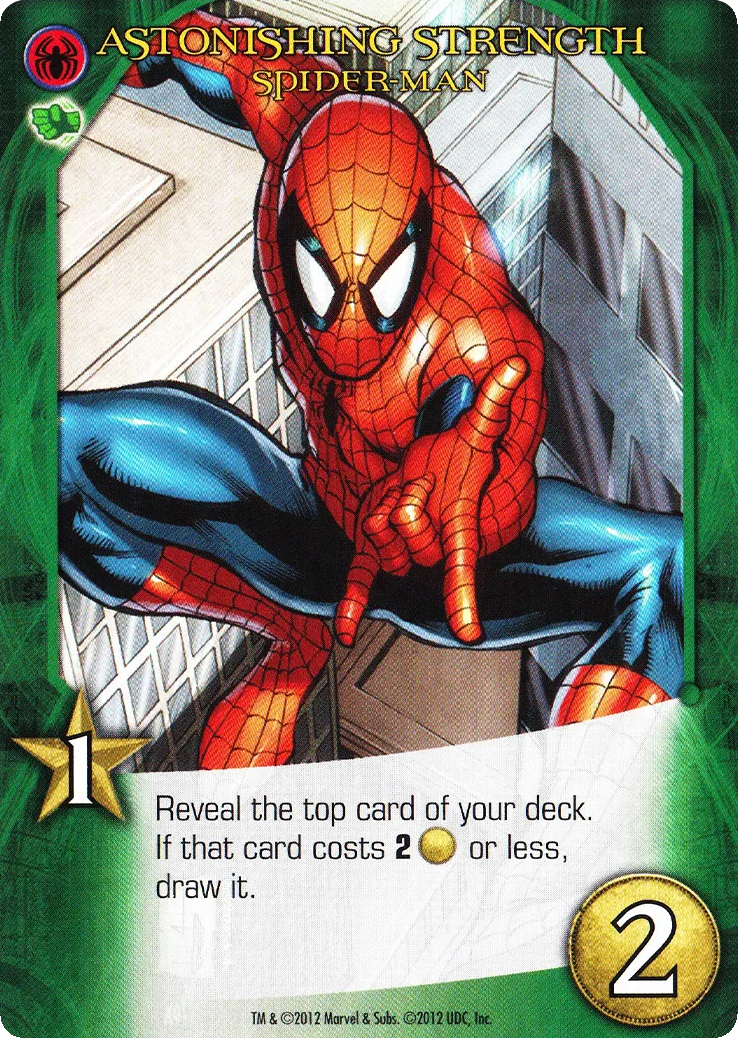 ASTONISHING STRENGTH
SPIDER-MAN
1
Reveal the top card of your deck.
If that card costs 2 or less,
draw it.
2
TM & ©2012 Marvel & Subs. ©2012 UDC, Inc.